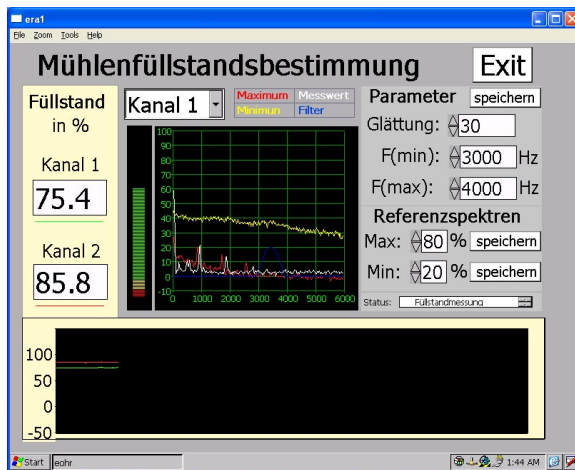 era1
File Zoom Tools Help
Mühlenfüllstandsbestimmung
Exit
Füllstand
in %
Kanal 1
75.4
Kanal 2
85.8
Kanal 1
Maximum Messwert
Minimun Filter
100
90
80
70
60
50
40
30
20
10
0
-10
0 1000 2000 3000 4000 5000 6000
Parameter speichern
Glättung: 30
F(min): 3000 Hz
F(max): 4000 Hz
Referenzspektren
Max: 80 % speichern
Min: 20 % speichern
Status: Füllstandmessung
100
50
0
-50
Start eohr 1:44 AM